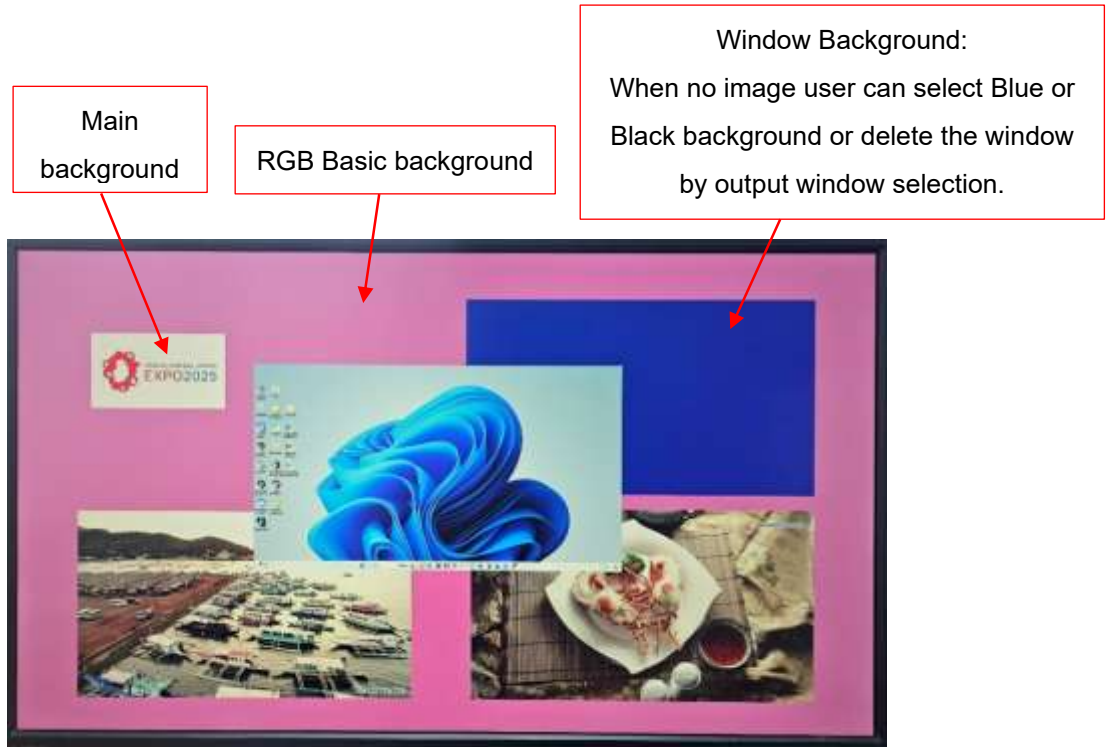 Window Background:
When no image user can select Blue or
Black background or delete the window
by output window selection.
Main
background
RGB Basic background
EXPO2025